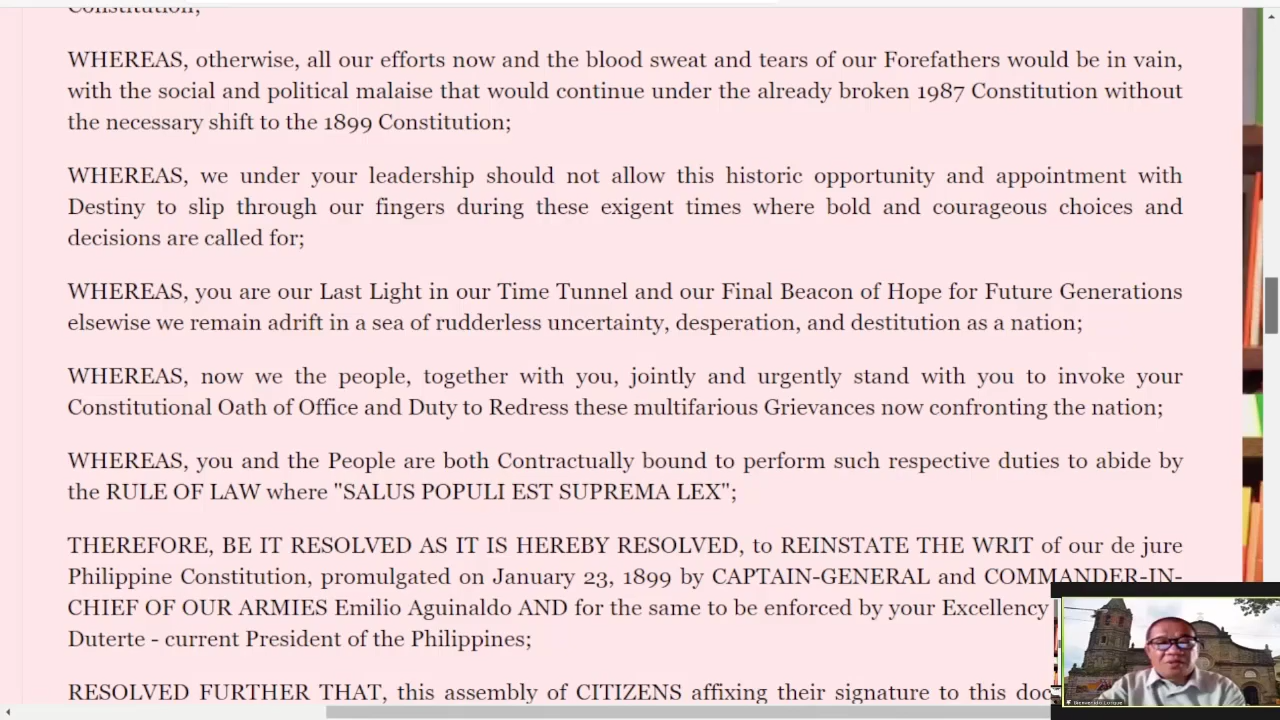 Constitution;
WHEREAS, otherwise, all our efforts now and the blood sweat and tears of our Forefathers would be in vain,
with the social and political malaise that would continue under the already broken 1987 Constitution without
the necessary shift to the 1899 Constitution;
WHEREAS, we under your leadership should not allow this historic opportunity and appointment with
Destiny to slip through our fingers during these exigent times where bold and courageous choices and
decisions are called for;
WHEREAS, you are our Last Light in our Time Tunnel and our Final Beacon of Hope for Future Generations
elsewise we remain adrift in a sea of rudderless uncertainty, desperation, and destitution as a nation;
WHEREAS, now we the people, together with you, jointly and urgently stand with you to invoke your
Constitutional Oath of Office and Duty to Redress these multifarious Grievances now confronting the nation;
WHEREAS, you and the People are both Contractually bound to perform such respective duties to abide by
the RULE OF LAW where "SALUS POPULI EST SUPREMA LEX";
THEREFORE, BE IT RESOLVED AS IT IS HEREBY RESOLVED, to REINSTATE THE WRIT of our de jure
Philippine Constitution, promulgated on January 23, 1899 by CAPTAIN-GENERAL and COMMANDER-IN-
CHIEF OF OUR ARMIES Emilio Aguinaldo AND for the same to be enforced by your Excellency
Duterte - current President of the Philippines;
RESOLVED FURTHER THAT, this assembly of CITIZENS affixing their signature to this doc
Bienvenido